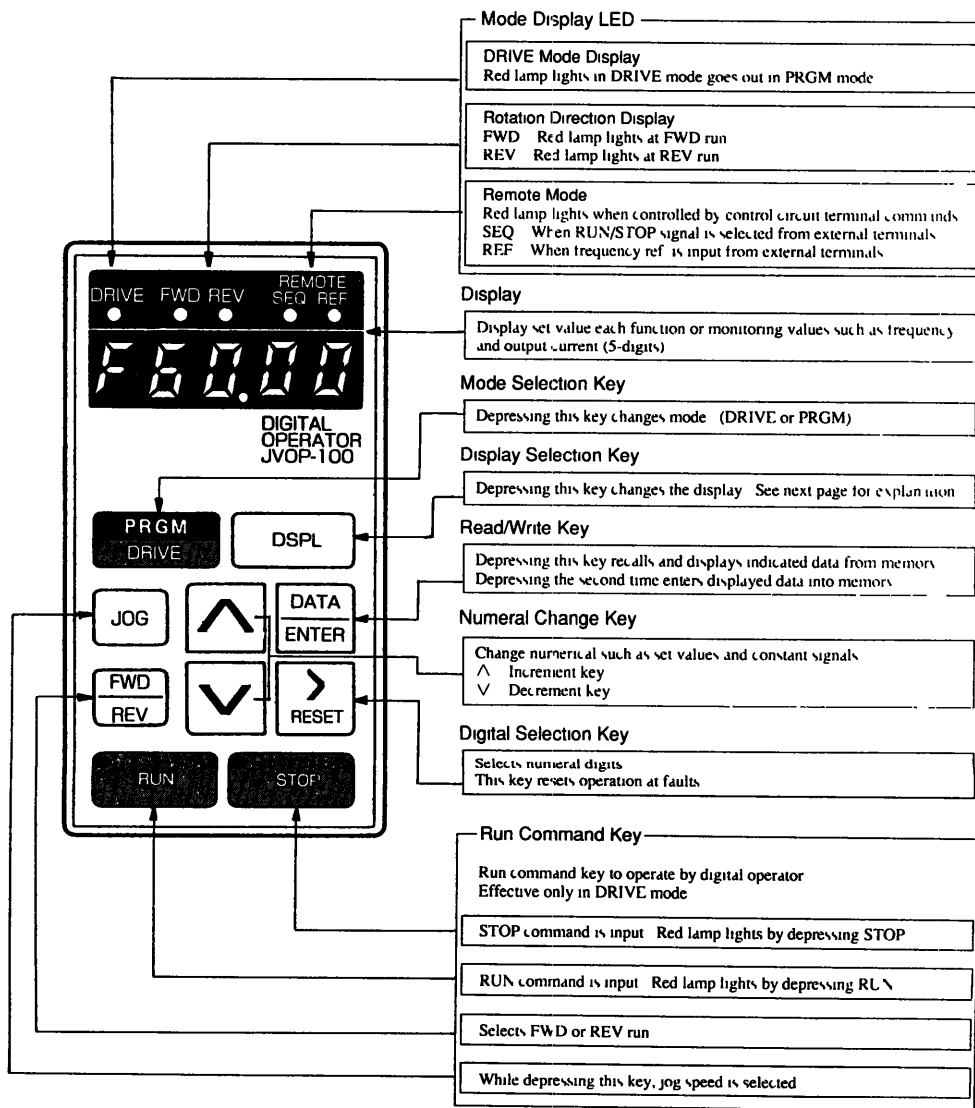 Mode Display LED
DRIVE Mode Display
Red lamp lights in DRIVE mode goes out in PRGM mode
Rotation Direction Display
FWD Red lamp lights at FWD run
REV Red lamp lights at REV run
Remote Mode
Red lamp lights when controlled by control circuit terminal commands
SEQ When RUN/STOP signal is selected from external terminals
REF When frequency ref is input from external terminals
DRIVE FWD REV REMOTE
SEQ REF
F60.00
DIGITAL
OPERATOR
JVOP-100
PRGM
DRIVE
DSPL
JOG
∧
DATA
ENTER
FWD
REV
∨
>
RESET
RUN
STOP
Display
Display set value each function or monitoring values such as frequency
and output current (5-digits)
Mode Selection Key
Depressing this key changes mode (DRIVE or PRGM)
Display Selection Key
Depressing this key changes the display See next page for explanation
Read/Write Key
Depressing this key recalls and displays indicated data from memory
Depressing the second time enters displayed data into memory
Numeral Change Key
Change numerical such as set values and constant signals
∧ Increment key
∨ Decrement key
Digital Selection Key
Selects numeral digits
This key resets operation at faults
Run Command Key
Run command key to operate by digital operator
Effective only in DRIVE mode
STOP command is input Red lamp lights by depressing STOP
RUN command is input Red lamp lights by depressing RUN
Selects FWD or REV run
While depressing this key, jog speed is selected